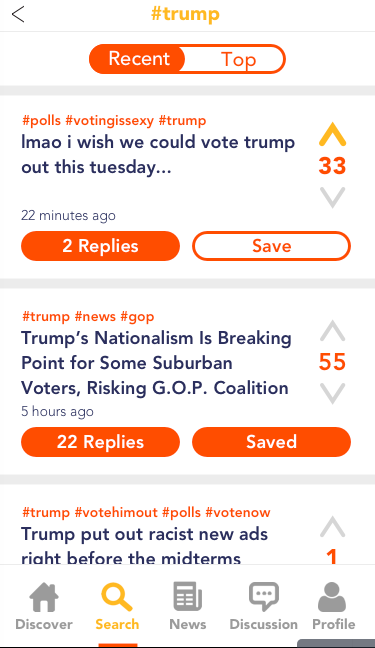 #trump
Recent
Top
#polls #votingissexy #trump
lmao i wish we could vote trump
out this tuesday...
33
22 minutes ago
2 Replies
Save
#trump #news #gop
Trump's Nationalism Is Breaking
Point for Some Suburban
Voters, Risking G.O.P. Coalition
55
5 hours ago
22 Replies
Saved
#trump #votehimout #polls #votenow
Trump put out racist new ads
right before the midterms
1
Discover
Search
News
Discussion
Profile